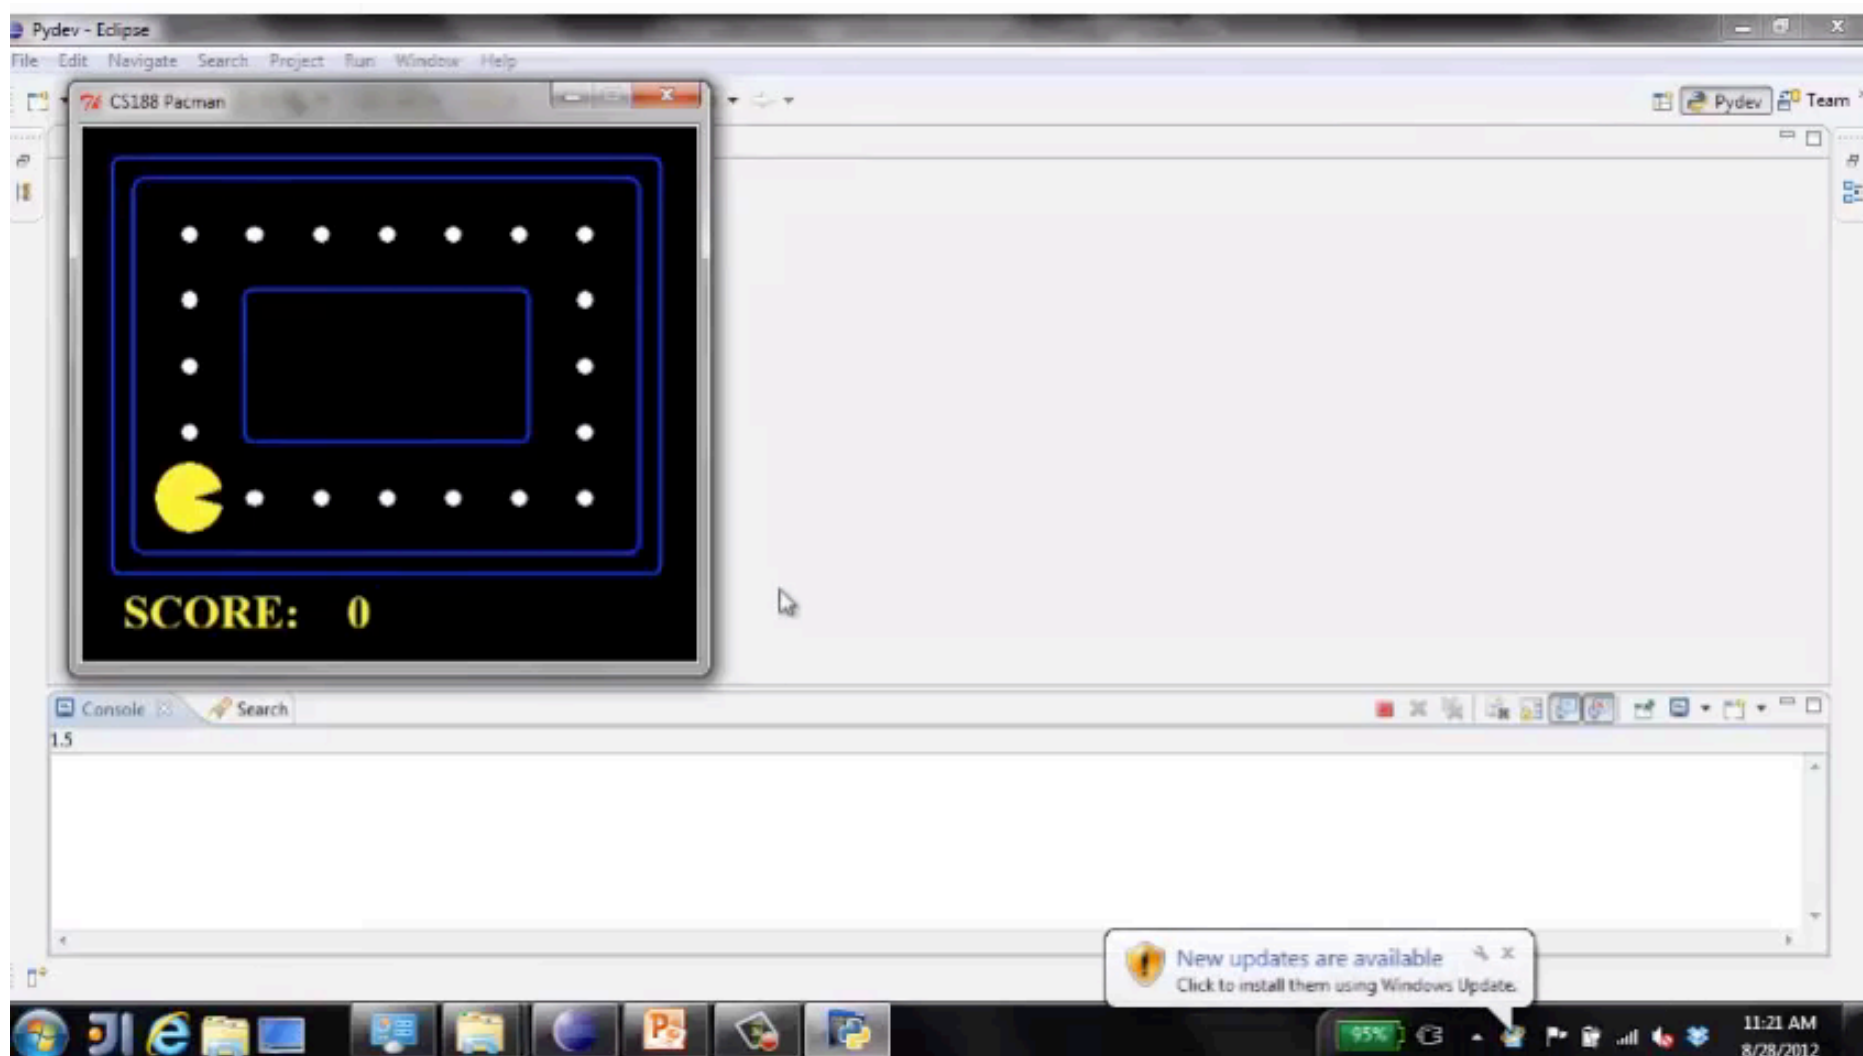 Pydev - Eclipse
File Edit Navigate Search Project Run Window Help
7% CS188 Pacman
Pydev Team
SCORE: 0
Console Search
1.5
New updates are available
Click to install them using Windows Update.
95%
11:21 AM
8/28/2012